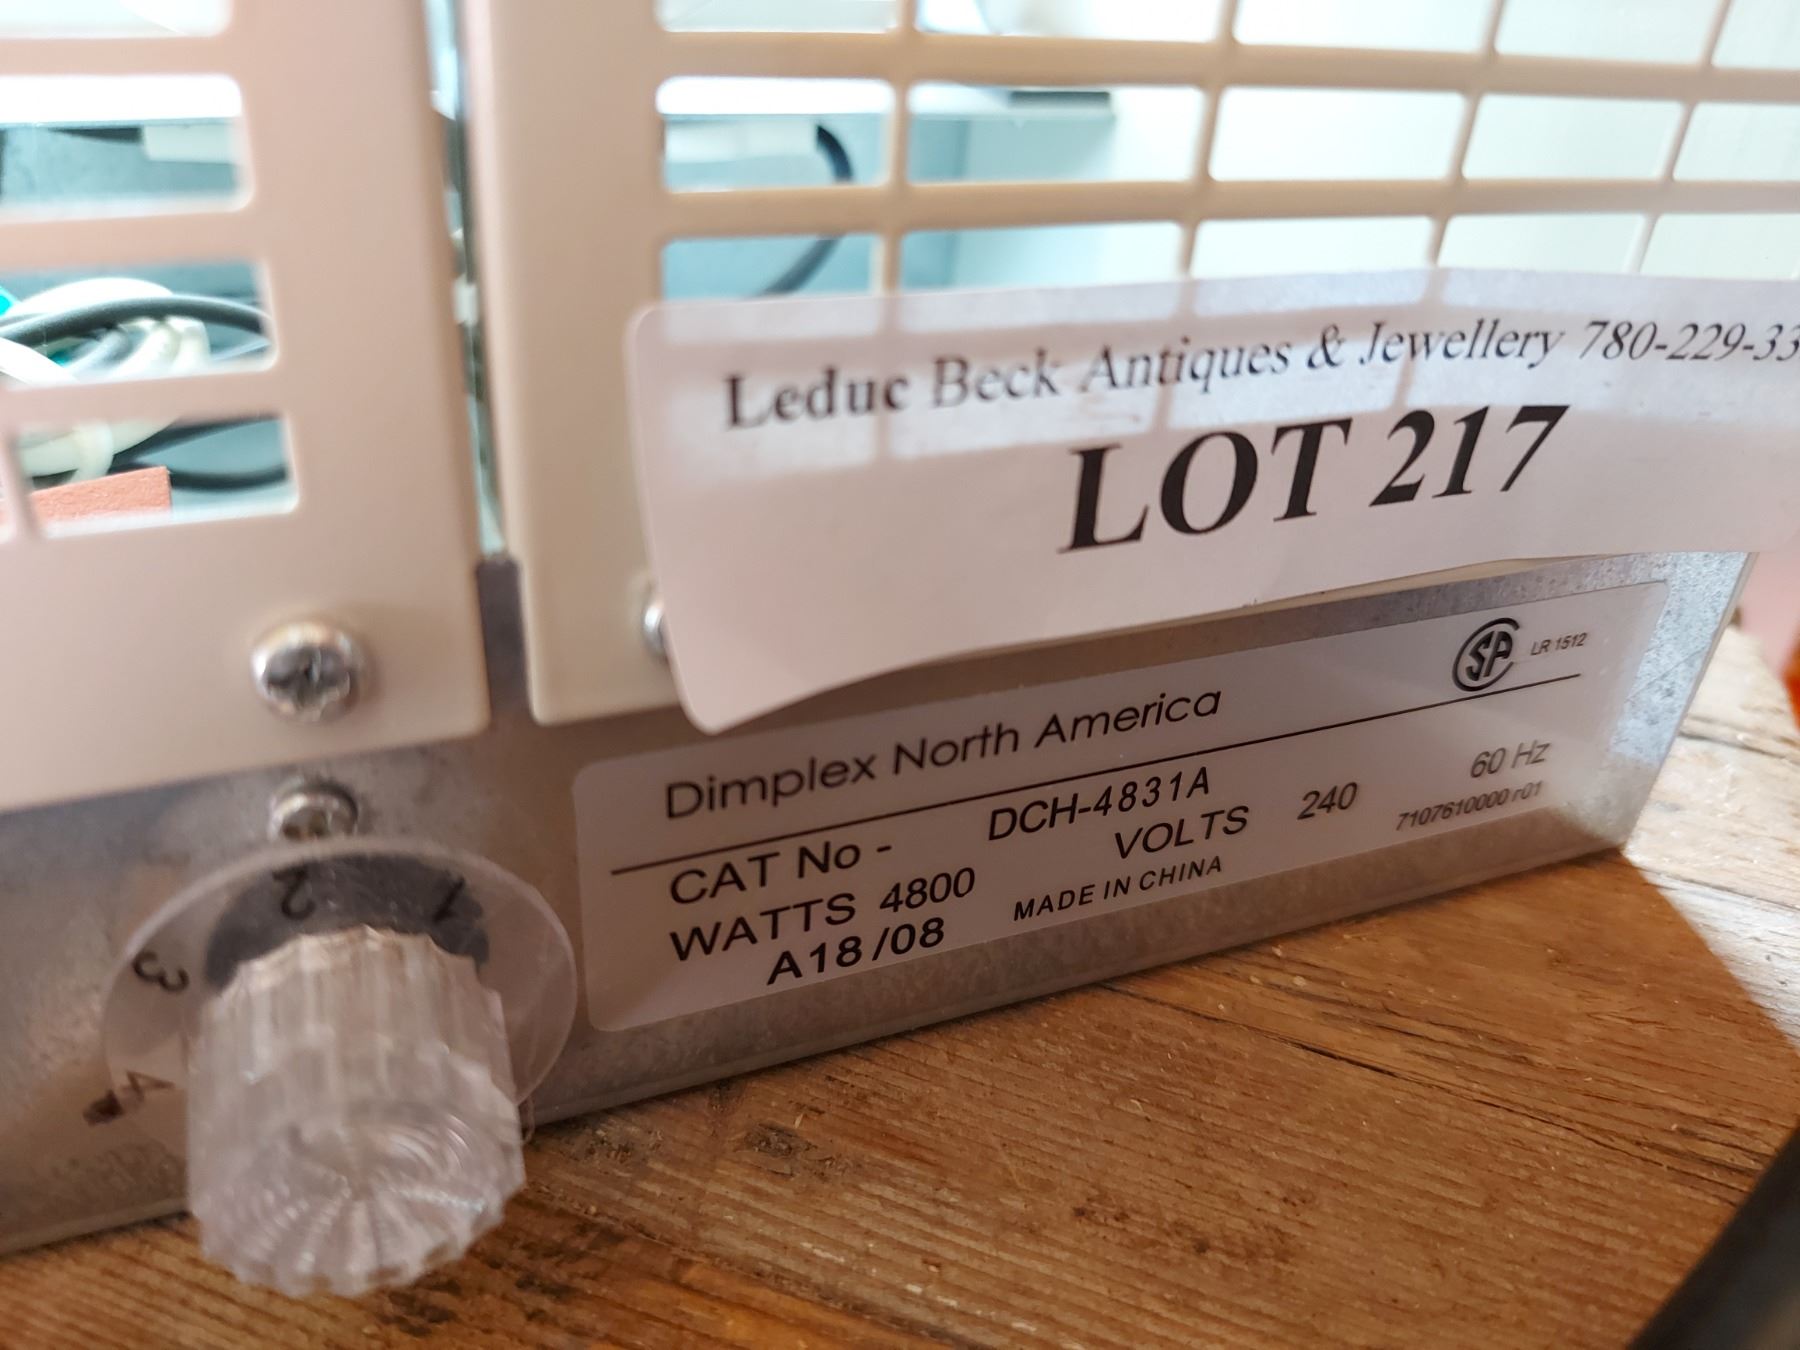 Leduc Beck Antiques & Jewellery 780-229-33
LOT 217
SA LR 1512
Dimplex North America
CAT No - DCH-4831A 60 Hz
WATTS 4800 VOLTS 240 7107610000 r01
A18/08 MADE IN CHINA
1
2
3
4